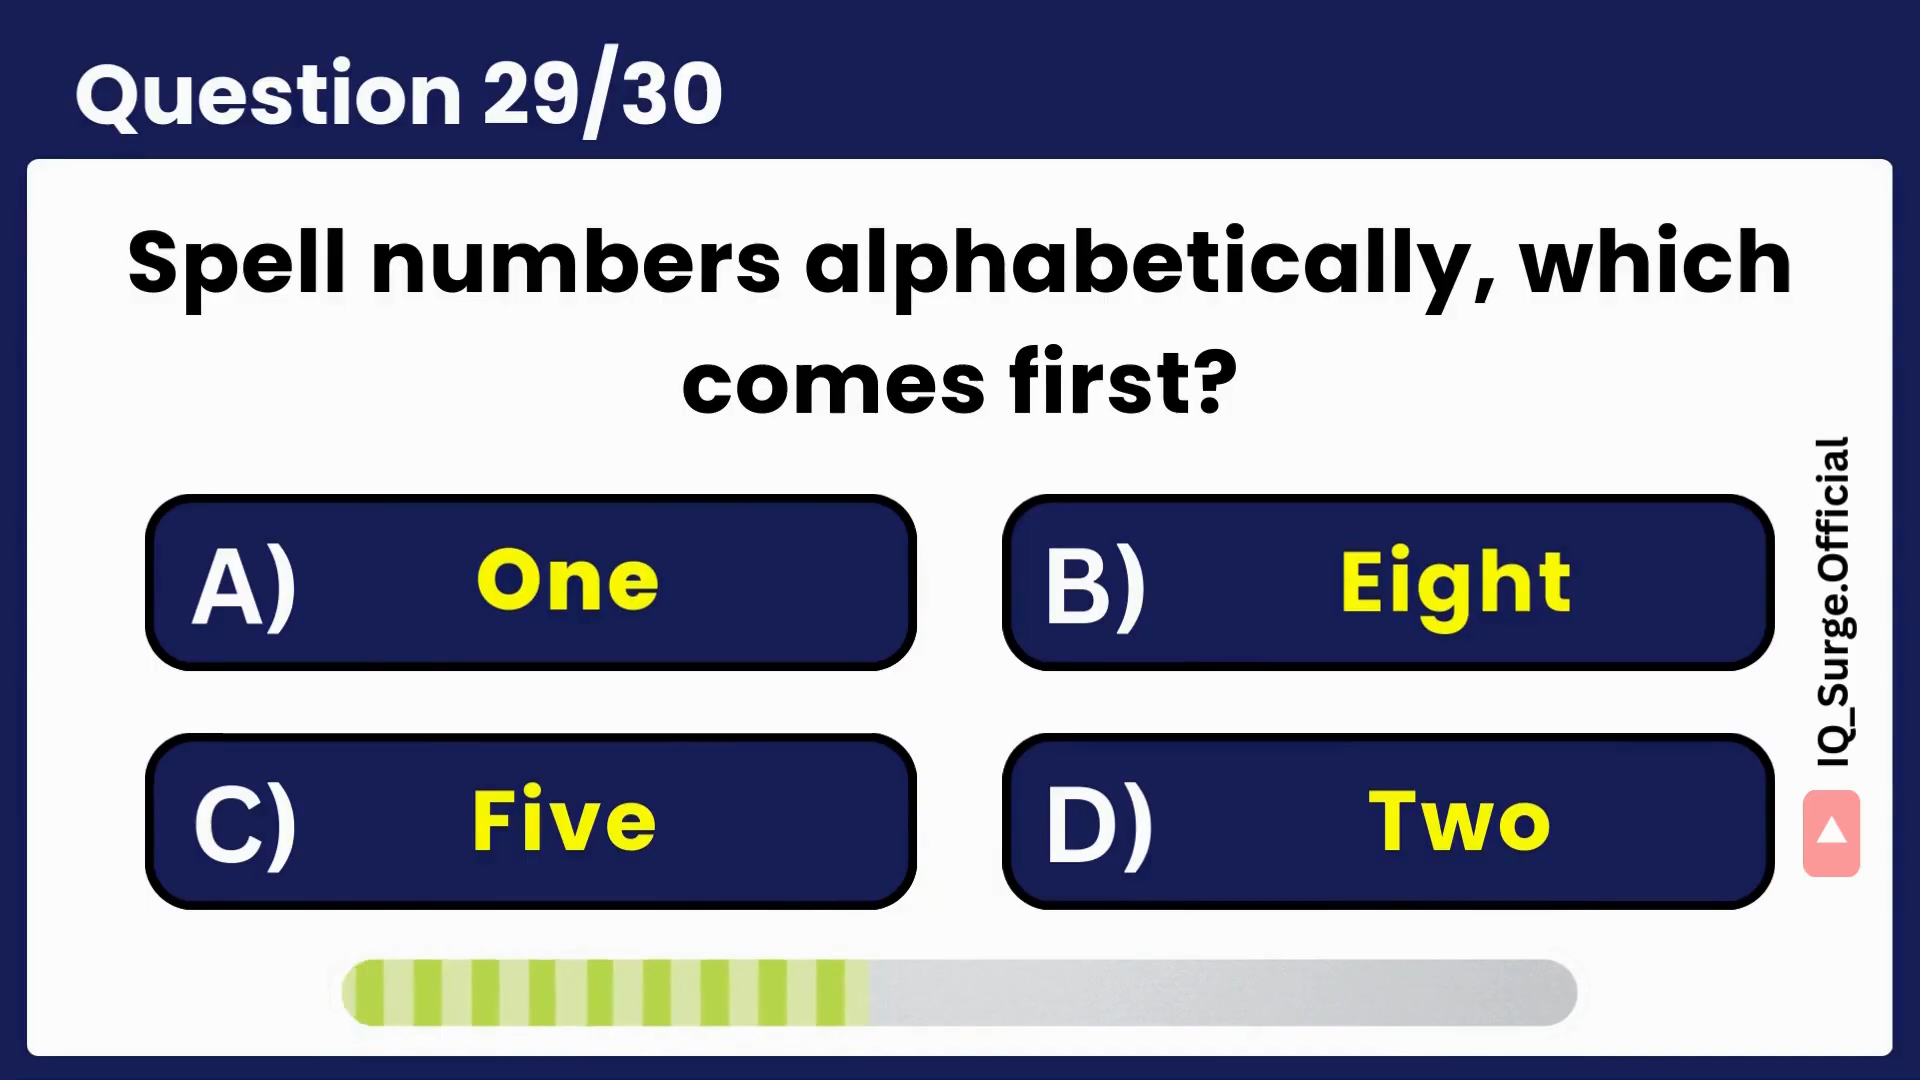 Question 29/30
Spell numbers alphabetically, which
comes first?
A) One
B) Eight
C) Five
D) Two
IQ_Surge.Official